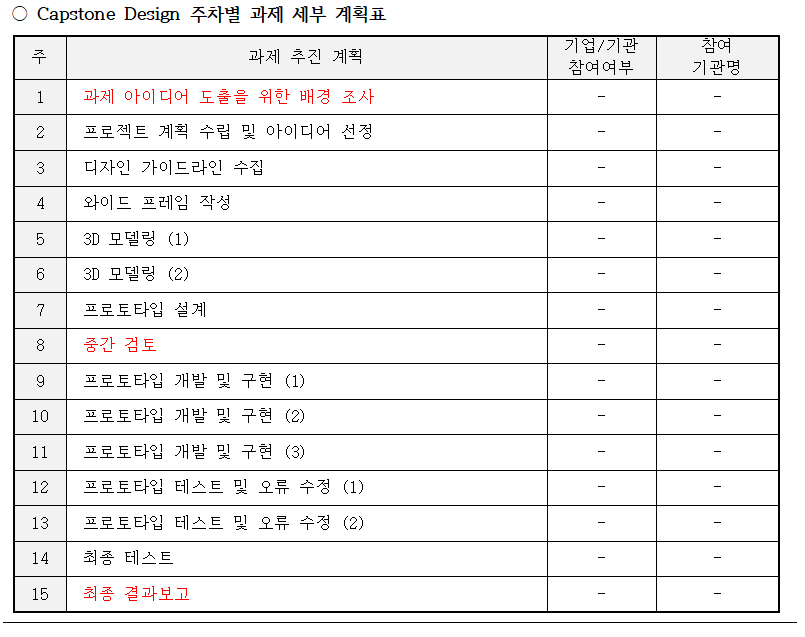 ○ Capstone Design 주차별 과제 세부 계획표
주 과제 추진 계획 기업/기관 참여여부 참여 기관명
1 과제 아이디어 도출을 위한 배경 조사 - -
2 프로젝트 계획 수립 및 아이디어 선정 - -
3 디자인 가이드라인 수집 - -
4 와이드 프레임 작성 - -
5 3D 모델링 (1) - -
6 3D 모델링 (2) - -
7 프로토타입 설계 - -
8 중간 검토 - -
9 프로토타입 개발 및 구현 (1) - -
10 프로토타입 개발 및 구현 (2) - -
11 프로토타입 개발 및 구현 (3) - -
12 프로토타입 테스트 및 오류 수정 (1) - -
13 프로토타입 테스트 및 오류 수정 (2) - -
14 최종 테스트 - -
15 최종 결과보고 - -